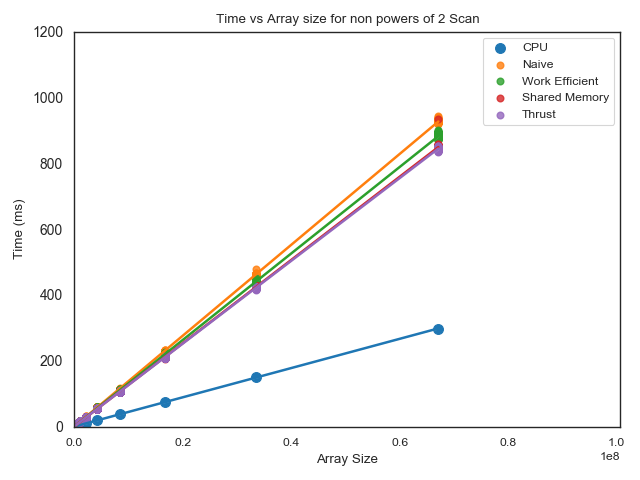 Time vs Array size for non powers of 2 Scan
1200
1000
800
600
400
200
0
Time (ms)
CPU
Naive
Work Efficient
Shared Memory
Thrust
0.0
0.2
0.4
0.6
0.8
1.0
1e8
Array Size